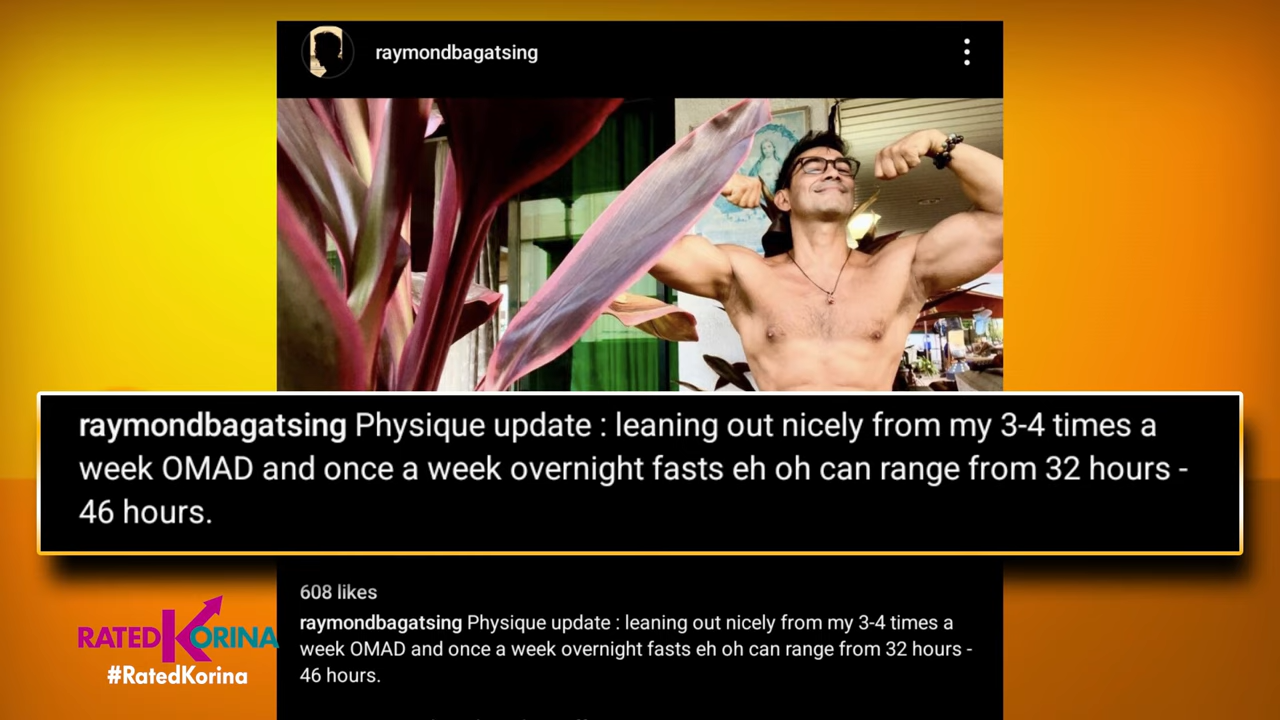 raymondbagatsing
raymondbagatsing Physique update : leaning out nicely from my 3-4 times a
week OMAD and once a week overnight fasts eh oh can range from 32 hours -
46 hours.
608 likes
raymondbagatsing Physique update : leaning out nicely from my 3-4 times a
week OMAD and once a week overnight fasts eh oh can range from 32 hours -
46 hours.
RATED KORINA
#RatedKorina